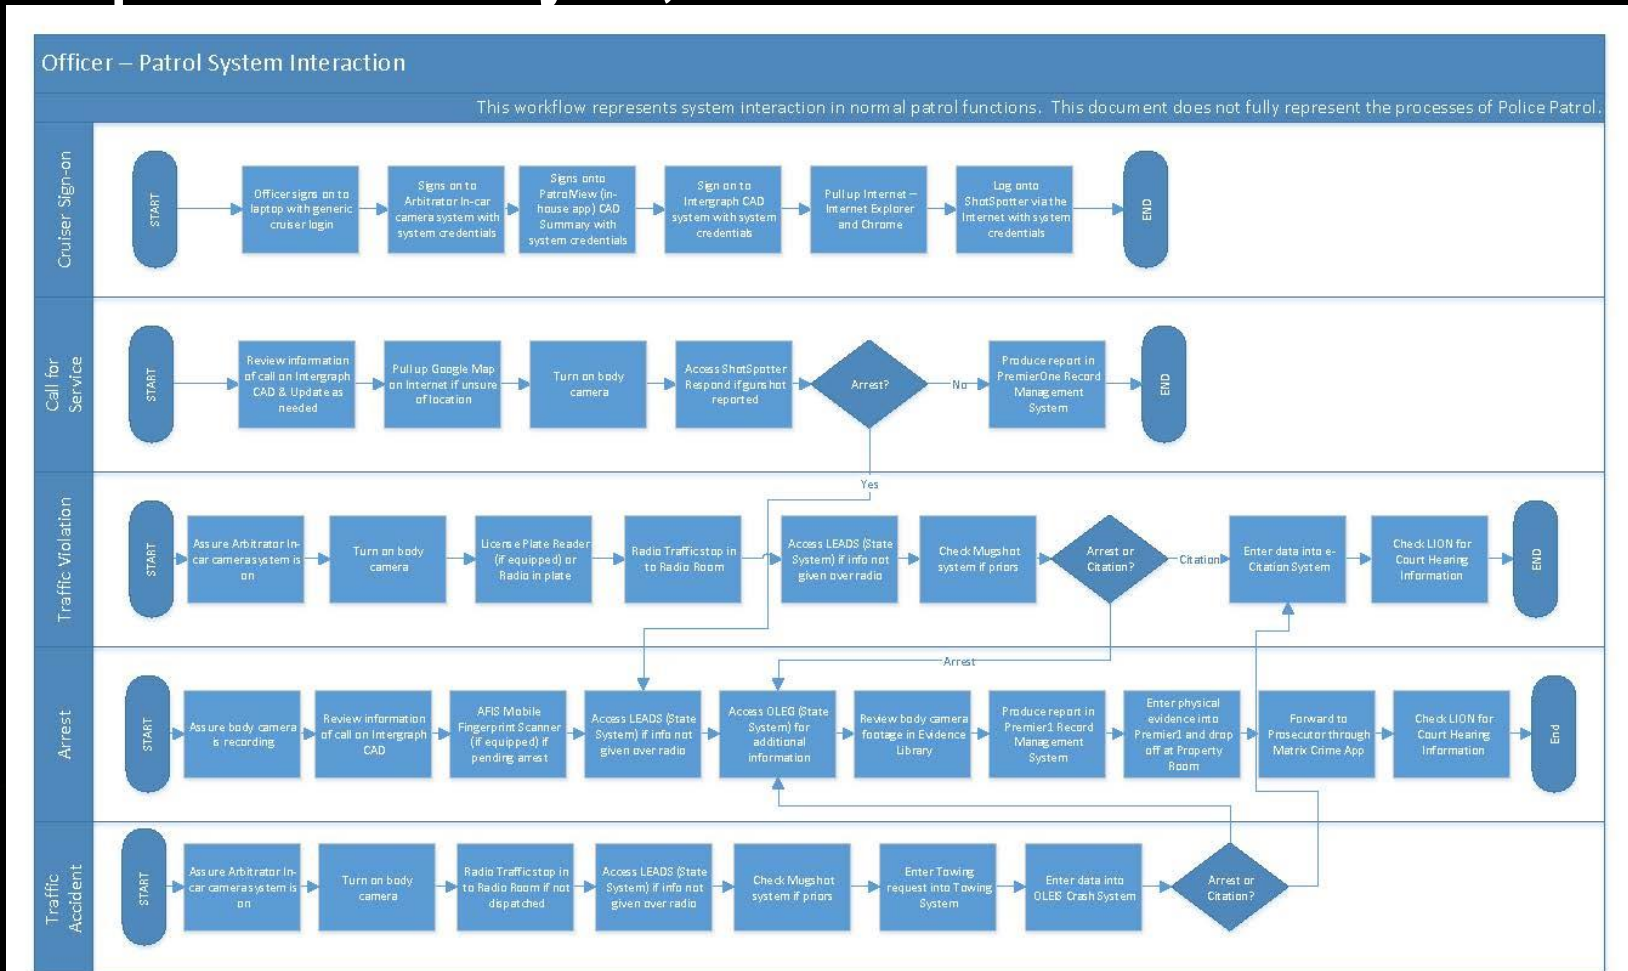 Officer – Patrol System Interaction
This workflow represents system interaction in normal patrol functions.  This document does not fully represent the processes of Police Patrol.
Cruiser Sign-on
START
Officer signs on to
laptop with generic
cruiser login
Signs on to
Arbitrator In-car
camera system with
system credentials
Signs onto
PatrolView (in-
house app) CAD
Summary with
system credentials
Sign on to
Intergraph CAD
system with system
credentials
Pull up Internet –
Internet Explorer
and Chrome
Log onto
ShotSpotter via the
Internet with system
credentials
END
Call for
Service
START
Review information
of call on Intergraph
CAD & Update as
needed
Pull up Google Map
on Internet if unsure
of location
Turn on body
camera
Access ShotSpotter
Respond if gunshot
reported
Arrest?
No
Produce report in
PremierOne Record
Management
System
END
Yes
Traffic Violation
START
Assure Arbitrator In-
car camera system is
on
Turn on body
camera
License Plate Reader
(if equipped) or
Radio in plate
Radio Traffic stop in
to Radio Room
Access LEADS (State
System) if info not
given over radio
Check Mugshot
system if priors
Arrest or
Citation?
Citation
Enter data into e-
Citation System
Check LION for
Court Hearing
Information
END
Arrest
Arrest
START
Assure body camera
is recording
Review information
of call on Intergraph
CAD
AFIS Mobile
Fingerprint Scanner
(if equipped) if
pending arrest
Access LEADS (State
System) if info not
given over radio
Access OLEG (State
System) for
additional
information
Review body camera
footage in Evidence
Library
Produce report in
Premier1 Record
Management
System
Enter physical
evidence into
Premier1 and drop
off at Property
Room
Forward to
Prosecutor through
Matrix Crime App
Check LION for
Court Hearing
Information
End
Traffic
Accident
START
Assure Arbitrator In-
car camera system is
on
Turn on body
camera
Radio Traffic stop in
to Radio Room if not
dispatched
Access LEADS (State
System) if info not
given over radio
Check Mugshot
system if priors
Enter Towing
request into Towing
System
Enter data into
OLEIS Crash System
Arrest or
Citation?